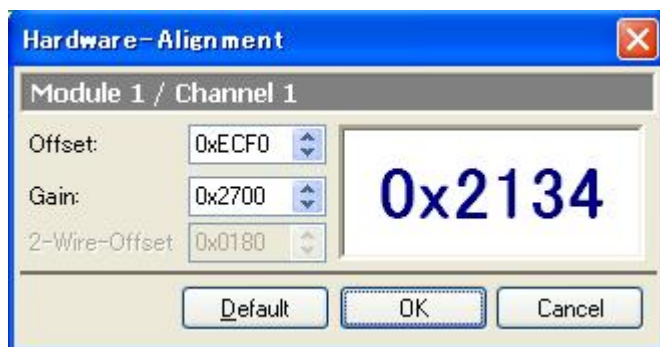 Hardware-Alignment
Module 1 / Channel 1
Offset: 0xECF0
Gain: 0x2700
2-Wire-Offset 0x0180
0x2134
Default OK Cancel